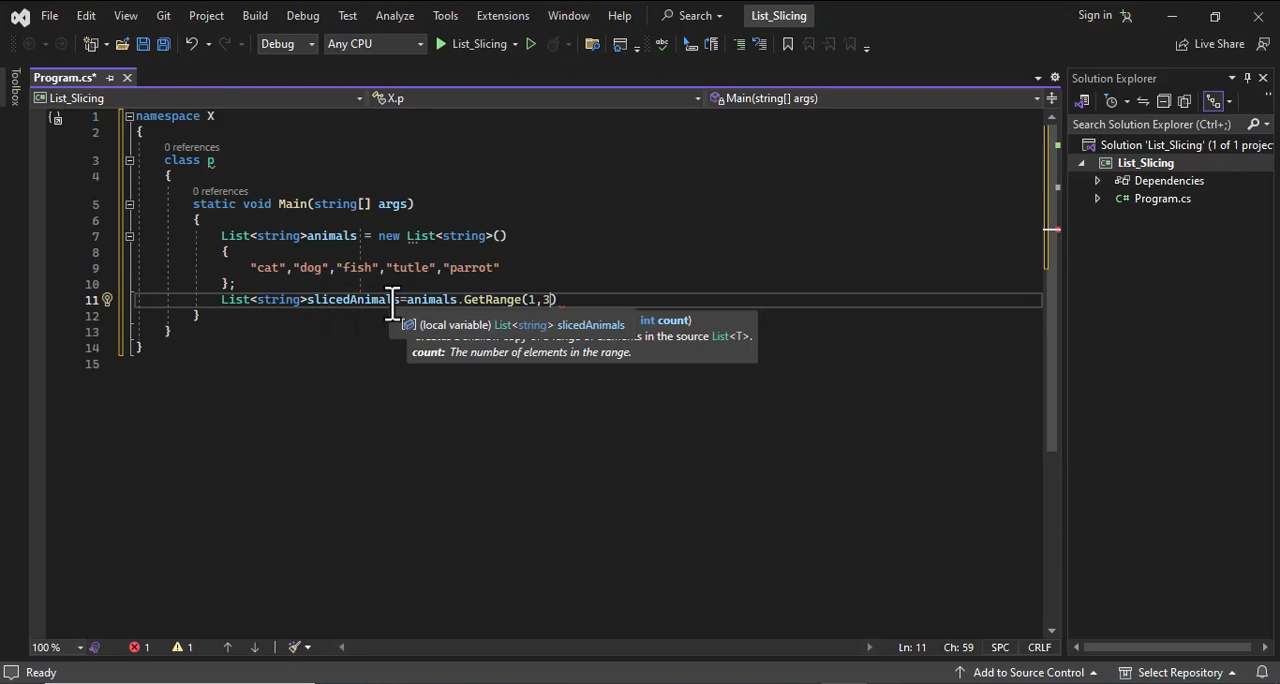 File Edit View Git Project Build Debug Test Analyze Tools Extensions Window Help Search List_Slicing Sign in
Debug Any CPU List_Slicing Live Share
Program.cs*
List_Slicing X.p Main(string[] args)
1 namespace X
2 {
0 references
3 class p
4 {
0 references
5 static void Main(string[] args)
6 {
7 List<string>animals = new List<string>()
8 {
9 "cat","dog","fish","tutle","parrot"
10 };
11 List<string>slicedAnimals=animals.GetRange(1,3)
12 }
13 }
14 }
15
(local variable) List<string> slicedAnimals int count)
a range of elements in the source List<T>.
count: The number of elements in the range.
Toolbox
Solution Explorer
Search Solution Explorer (Ctrl+;)
Solution 'List_Slicing' (1 of 1 project
List_Slicing
Dependencies
Program.cs
100 % 1 1 Ln: 11 Ch: 59 SPC CRLF
Ready Add to Source Control Select Repository